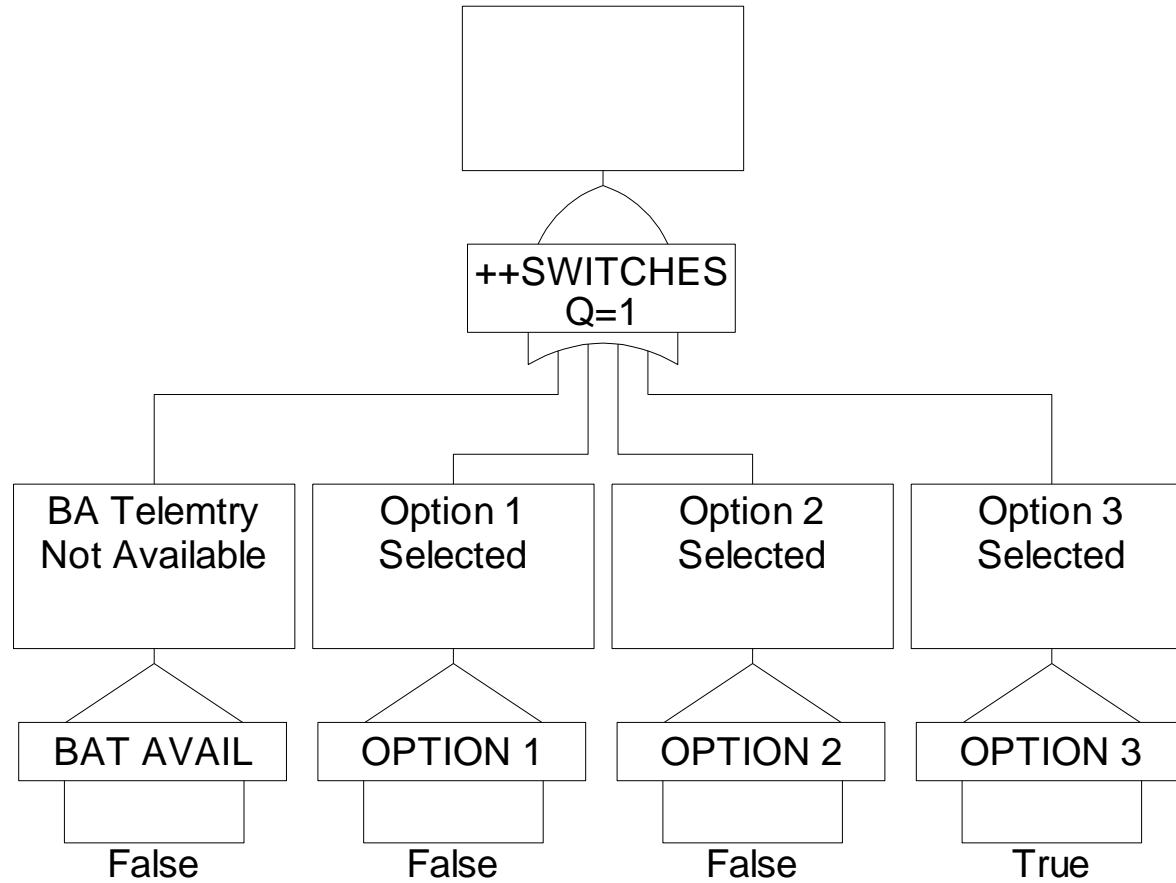 ++SWITCHES
Q=1
BA Telemtry
Not Available
Option 1
Selected
Option 2
Selected
Option 3
Selected
BAT AVAIL
OPTION 1
OPTION 2
OPTION 3
False
False
False
True